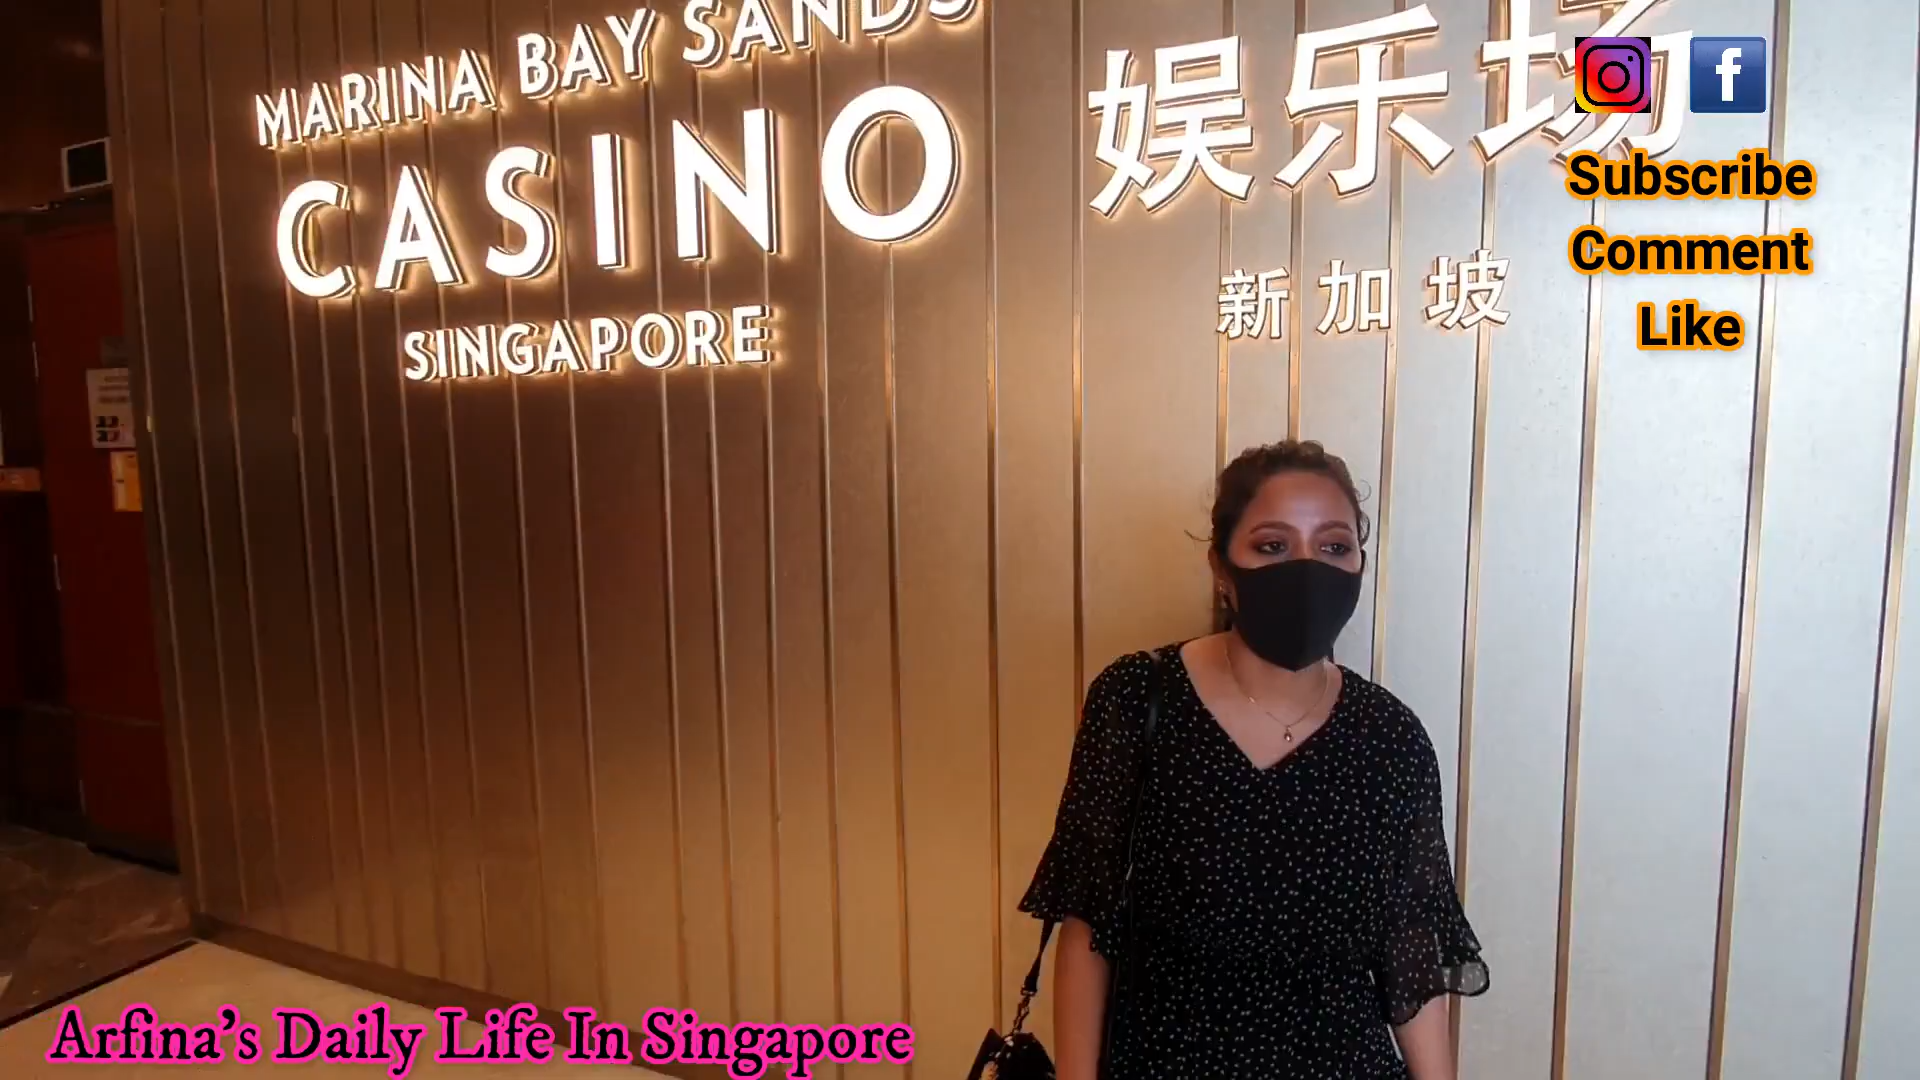 MARINA BAY SANDS
CASINO
SINGAPORE
娱乐场
新加坡
Subscribe
Comment
Like
Arfina's Daily Life In Singapore